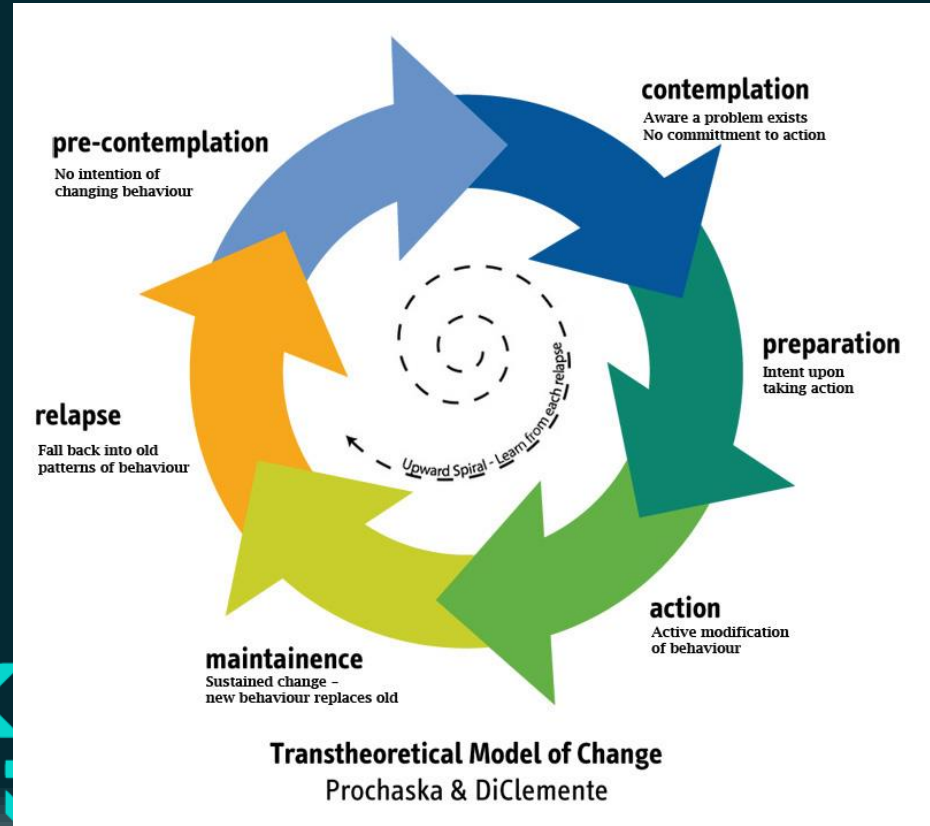 pre-contemplation
No intention of
changing behaviour
contemplation
Aware a problem exists
No committment to action
preparation
Intent upon
taking action
action
Active modification
of behaviour
maintainence
Sustained change –
new behaviour replaces old
relapse
Fall back into old
patterns of behaviour
Upward Spiral - Learn from each relapse
Transtheoretical Model of Change
Prochaska & DiClemente